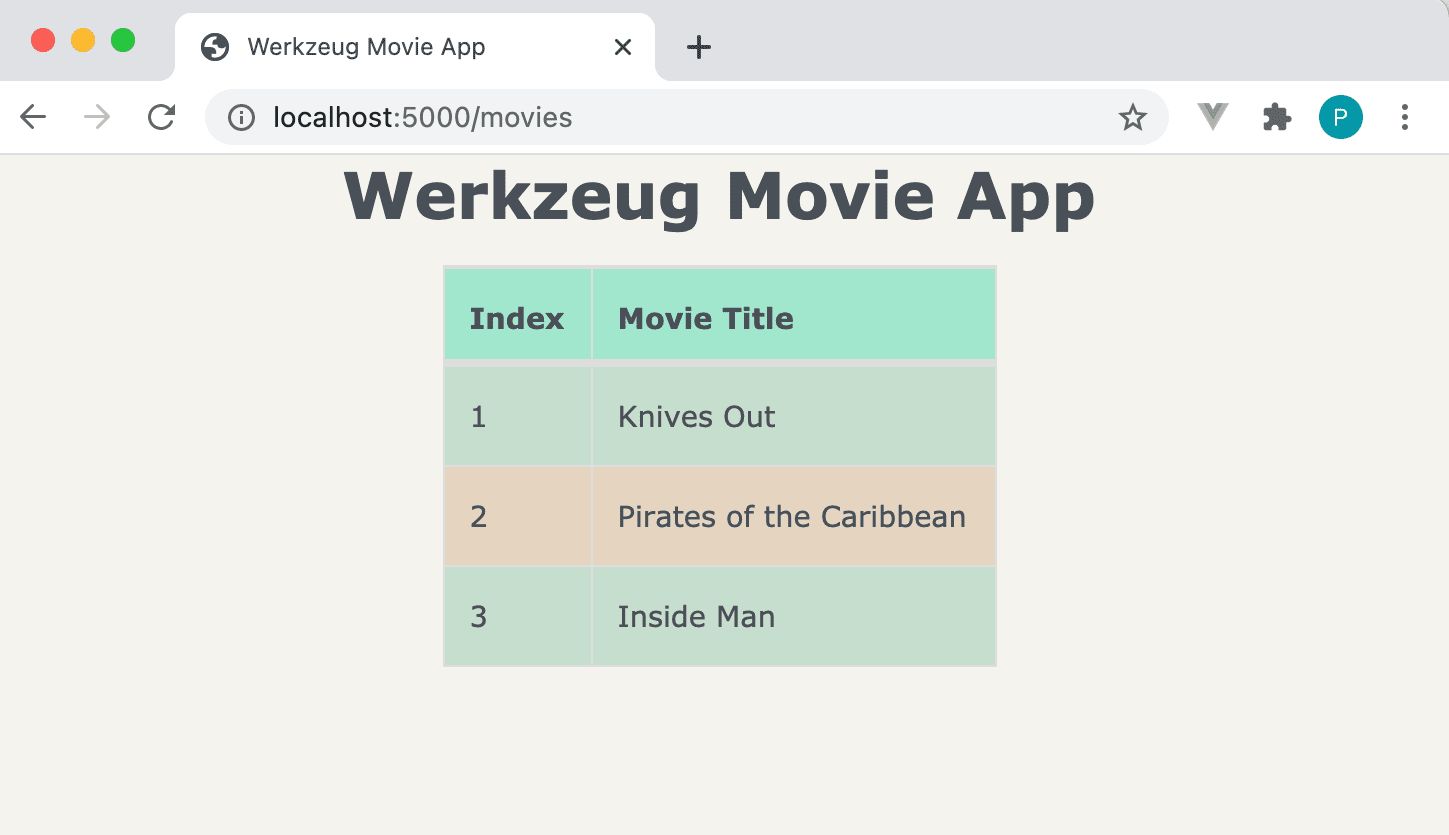 Werkzeug Movie App
localhost:5000/movies
P
Werkzeug Movie App
Index Movie Title
1 Knives Out
2 Pirates of the Caribbean
3 Inside Man